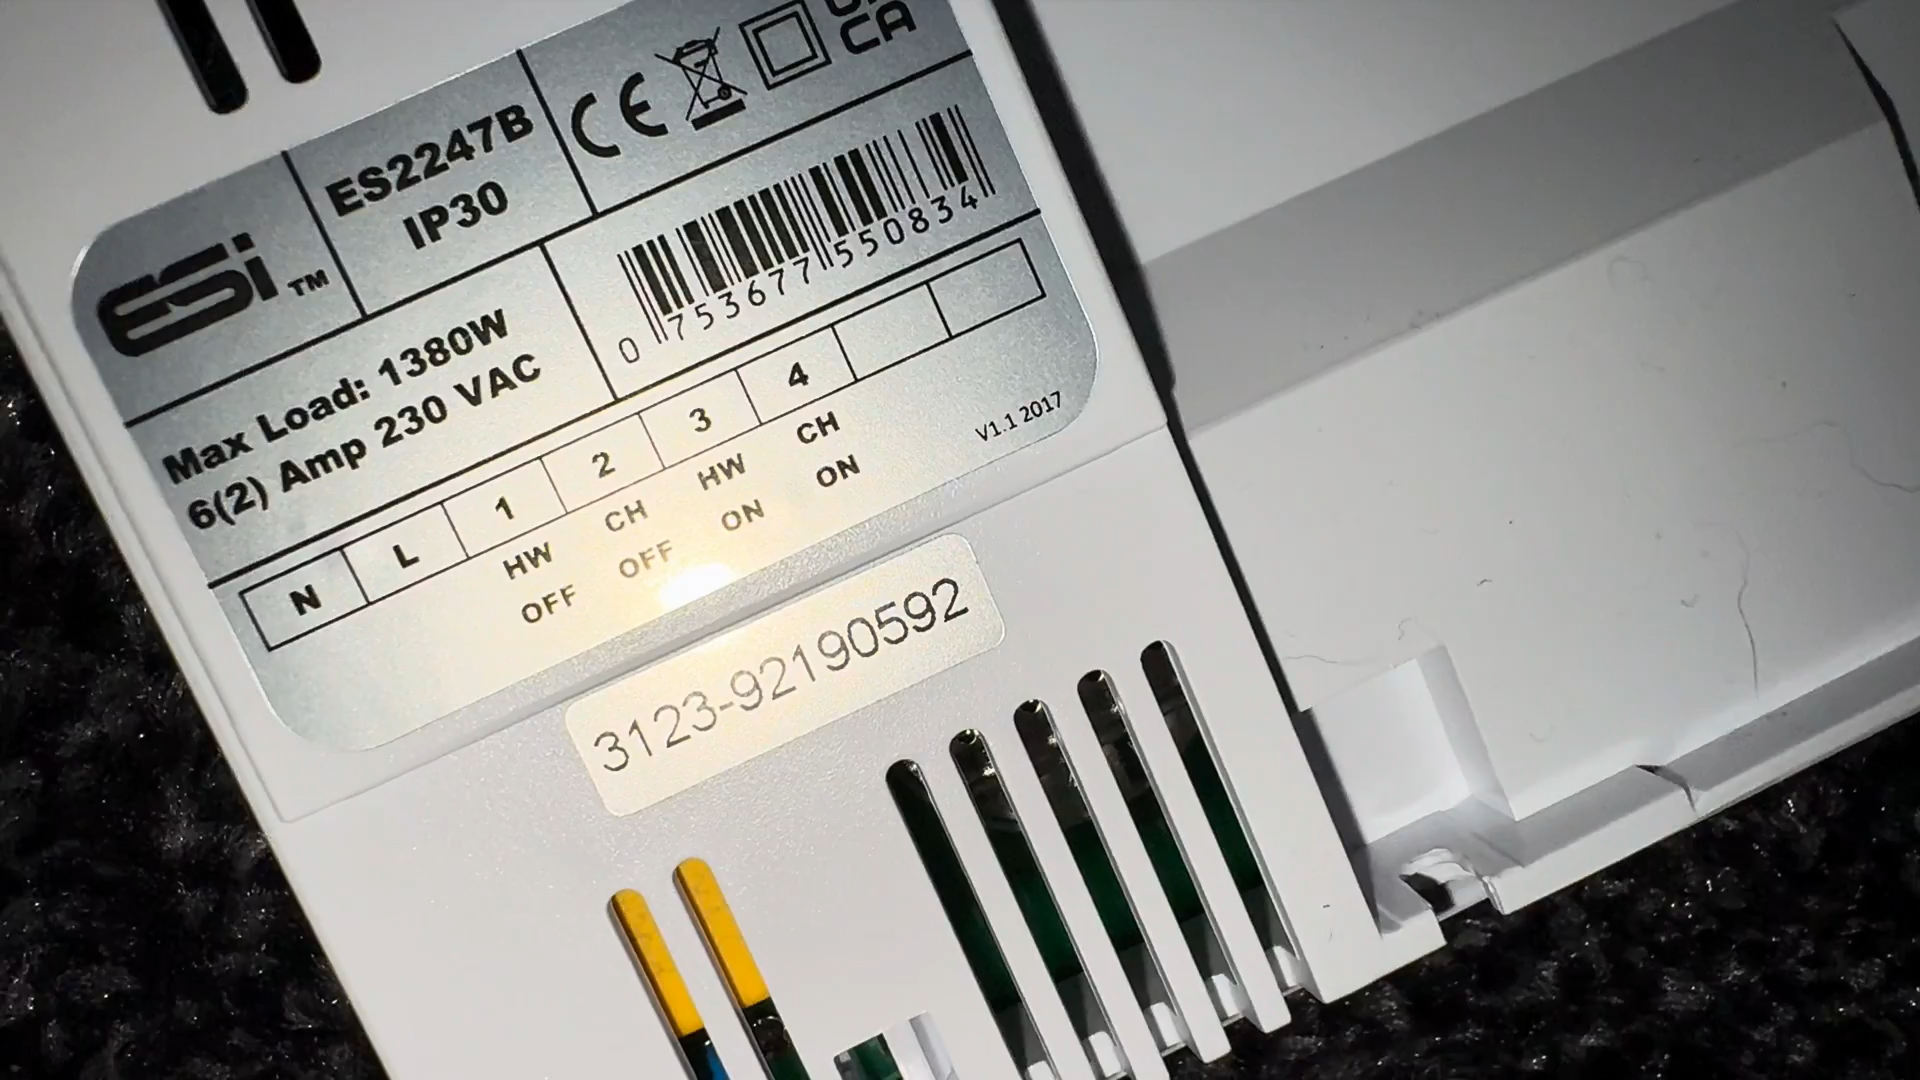 ES2247B
IP30
CE
UK
CA
ESi™
Max Load: 1380W
6(2) Amp 230 VAC
0 753677 550834
N L 1 2 3 4
HW CH HW CH
OFF OFF ON ON
V1.1 2017
3123-92190592